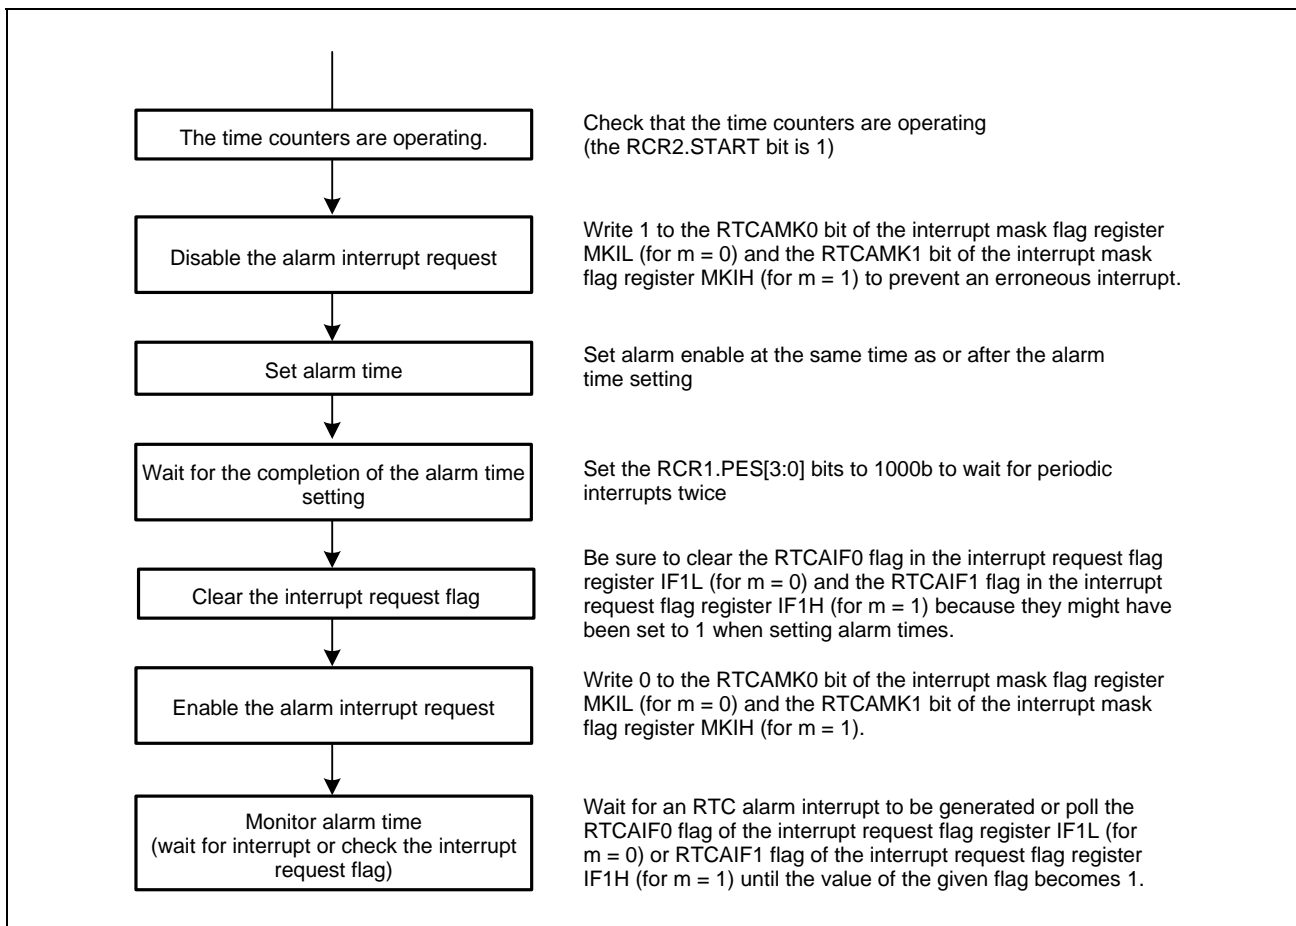 The time counters are operating.
Check that the time counters are operating
(the RCR2.START bit is 1)
Disable the alarm interrupt request
Write 1 to the RTCAMK0 bit of the interrupt mask flag register
MKIL (for m = 0) and the RTCAMK1 bit of the interrupt mask
flag register MKIH (for m = 1) to prevent an erroneous interrupt.
Set alarm time
Set alarm enable at the same time as or after the alarm
time setting
Wait for the completion of the alarm time
setting
Set the RCR1.PES[3:0] bits to 1000b to wait for periodic
interrupts twice
Clear the interrupt request flag
Be sure to clear the RTCAIF0 flag in the interrupt request flag
register IF1L (for m = 0) and the RTCAIF1 flag in the interrupt
request flag register IF1H (for m = 1) because they might have
been set to 1 when setting alarm times.
Enable the alarm interrupt request
Write 0 to the RTCAMK0 bit of the interrupt mask flag register
MKIL (for m = 0) and the RTCAMK1 bit of the interrupt mask
flag register MKIH (for m = 1).
Monitor alarm time
(wait for interrupt or check the interrupt
request flag)
Wait for an RTC alarm interrupt to be generated or poll the
RTCAIF0 flag of the interrupt request flag register IF1L (for
m = 0) or RTCAIF1 flag of the interrupt request flag register
IF1H (for m = 1) until the value of the given flag becomes 1.